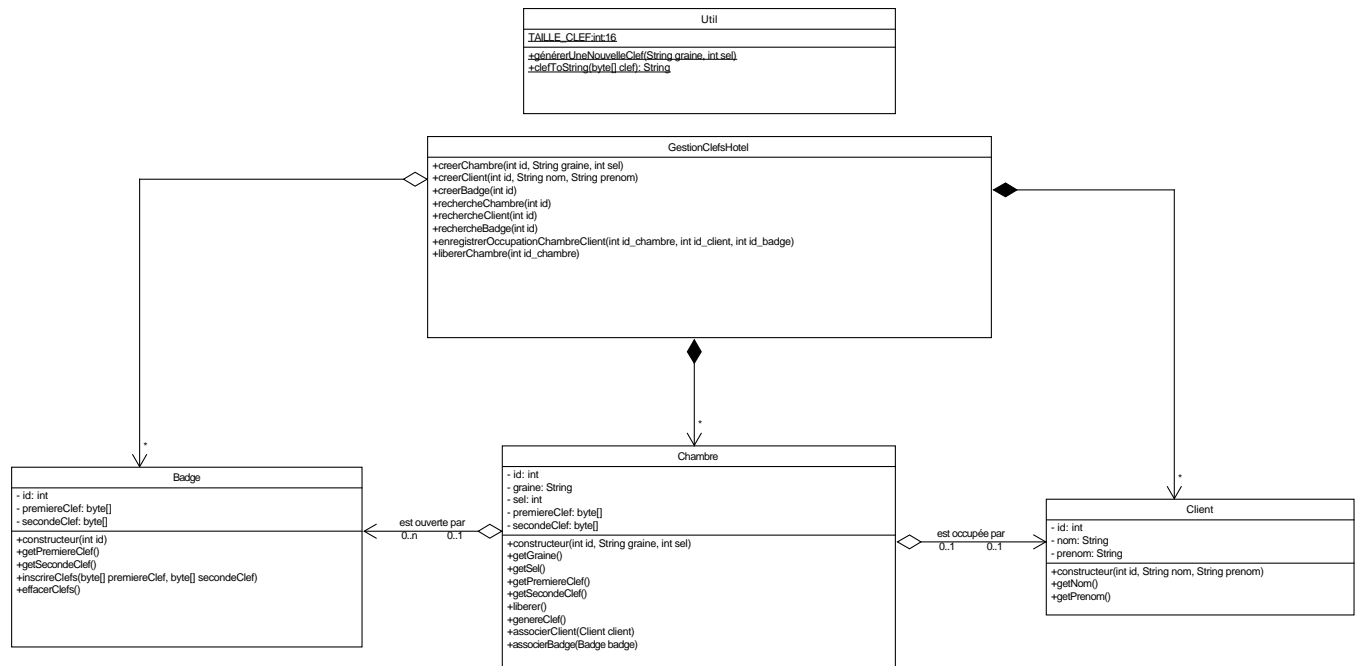 Util
TAILLE_CLEF:int:16
+générerUneNouvelleClef(String graine, int sel)
+clefToString(byte[] clef): String
GestionClefsHotel
+creerChambre(int id, String graine, int sel)
+creerClient(int id, String nom, String prenom)
+creerBadge(int id)
+rechercheChambre(int id)
+rechercheClient(int id)
+rechercheBadge(int id)
+enregistrerOccupationChambreClient(int id_chambre, int id_client, int id_badge)
+libererChambre(int id_chambre)
*
*
*
Badge
- id: int
- premiereClef: byte[]
- secondeClef: byte[]
+constructeur(int id)
+getPremiereClef()
+getSecondeClef()
+inscrireClefs(byte[] premiereClef, byte[] secondeClef)
+effacerClefs()
est ouverte par
0..n 0..1
Chambre
- id: int
- graine: String
- sel: int
- premiereClef: byte[]
- secondeClef: byte[]
+constructeur(int id, String graine, int sel)
+getGraine()
+getSel()
+getPremiereClef()
+getSecondeClef()
+liberer()
+genereClef()
+associerClient(Client client)
+associerBadge(Badge badge)
est occupée par
0..1 0..1
Client
- id: int
- nom: String
- prenom: String
+constructeur(int id, String nom, String prenom)
+getNom()
+getPrenom()